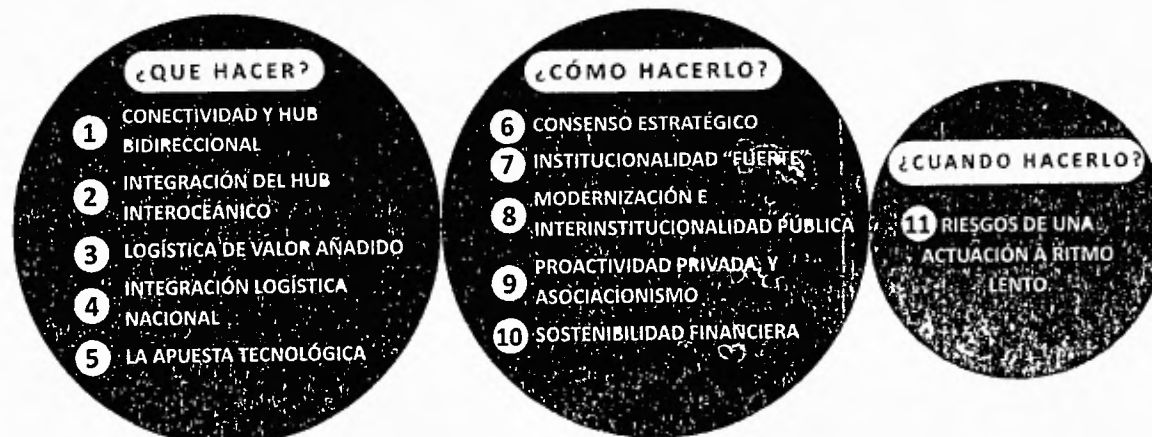 ¿QUE HACER?
1 CONECTIVIDAD Y HUB
BIDIRECCIONAL
2 INTEGRACIÓN DEL HUB
INTEROCEÁNICO
3 LOGÍSTICA DE VALOR AÑADIDO
4 INTEGRACIÓN LOGÍSTICA
NACIONAL
5 LA APUESTA TECNOLÓGICA
¿CÓMO HACERLO?
6 CONSENSO ESTRATÉGICO
7 INSTITUCIONALIDAD "FUERTE"
8 MODERNIZACIÓN E
INTERINSTITUCIONALIDAD PÚBLICA
9 PROACTIVIDAD PRIVADA Y
ASOCIACIONISMO
10 SOSTENIBILIDAD FINANCIERA
¿CUANDO HACERLO?
11 RIESGOS DE UNA
ACTUACIÓN A RITMO
LENTO